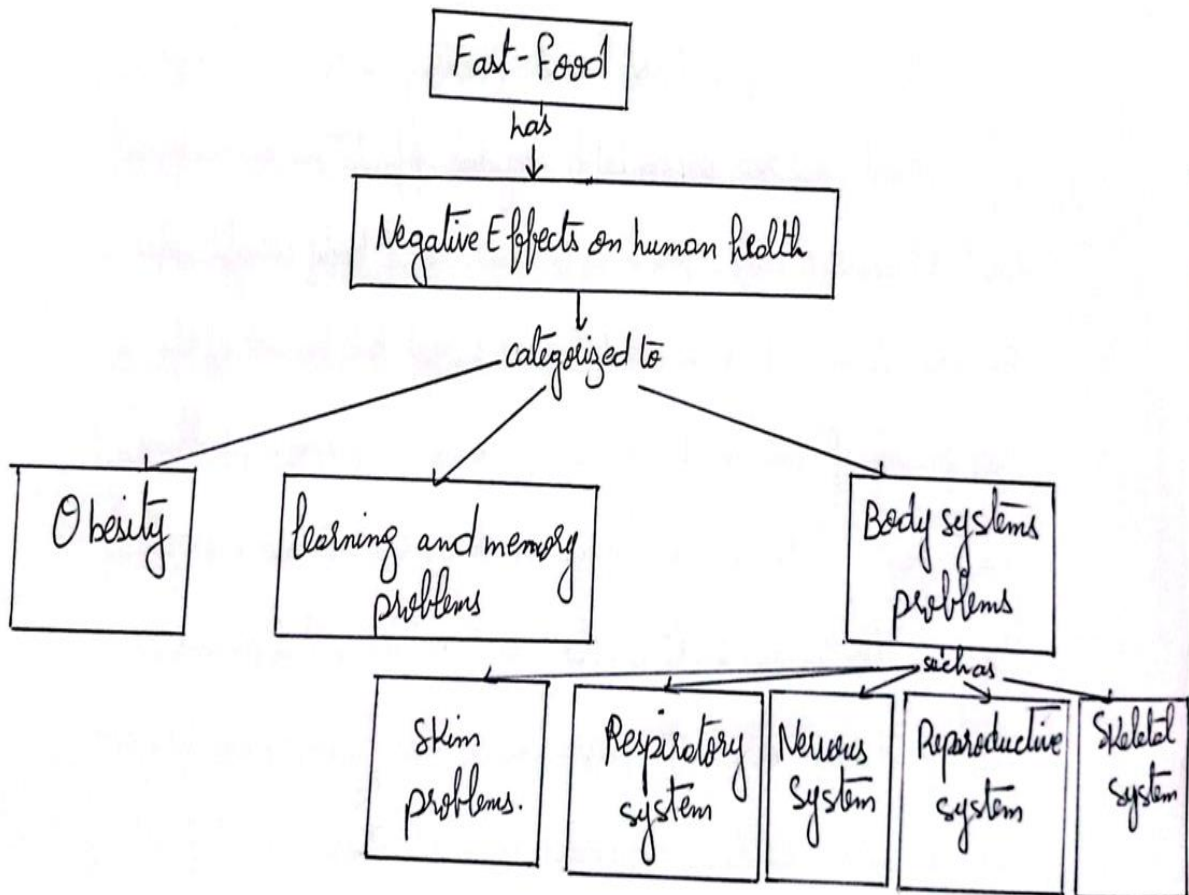 Fast-Food
has
Negative Effects on human health
categorized to
Obesity
learning and memory
problems
Body systems
problems
such as
Skin
problems.
Respiratory
system
Nervous
system
Reproductive
system
Skeletal
system